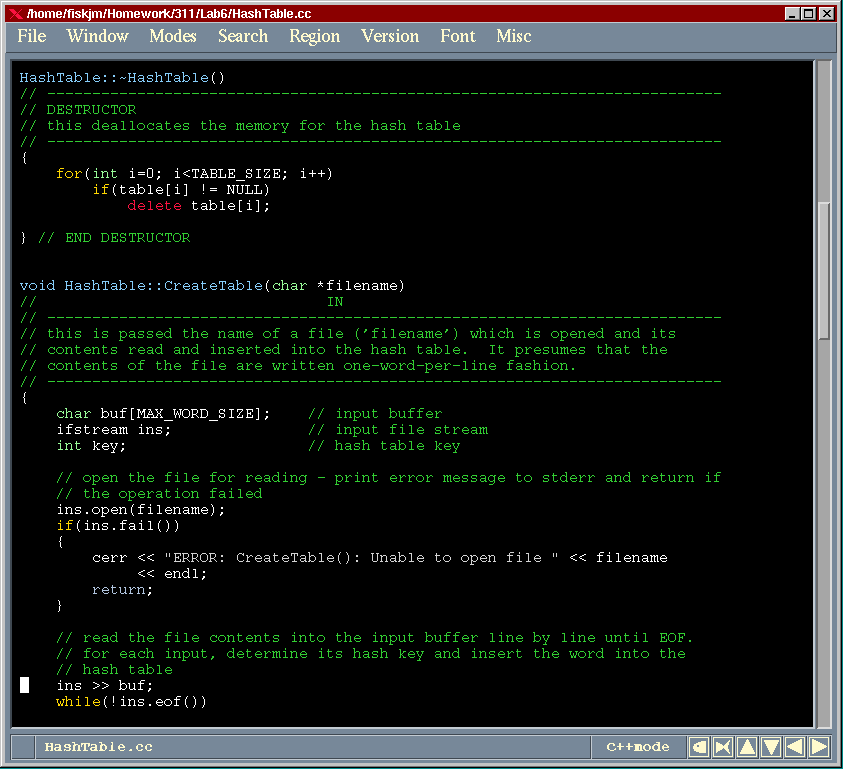 /home/fiskjm/Homework/311/Lab6/HashTable.cc
File Window Modes Search Region Version Font Misc
HashTable::~HashTable()
// ---------------------------------------------------------------------------
// DESTRUCTOR
// this deallocates the memory for the hash table
// ---------------------------------------------------------------------------
{
    for(int i=0; i<TABLE_SIZE; i++)
        if(table[i] != NULL)
            delete table[i];

} // END DESTRUCTOR


void HashTable::CreateTable(char *filename)
//                                IN
// ---------------------------------------------------------------------------
// this is passed the name of a file ('filename') which is opened and its
// contents read and inserted into the hash table.  It presumes that the
// contents of the file are written one-word-per-line fashion.
// ---------------------------------------------------------------------------
{
    char buf[MAX_WORD_SIZE];    // input buffer
    ifstream ins;               // input file stream
    int key;                    // hash table key

    // open the file for reading - print error message to stderr and return if
    // the operation failed
    ins.open(filename);
    if(ins.fail())
    {
        cerr << "ERROR: CreateTable(): Unable to open file " << filename
             << endl;
        return;
    }

    // read the file contents into the input buffer line by line until EOF.
    // for each input, determine its hash key and insert the word into the
    // hash table
    ins >> buf;
    while(!ins.eof())
HashTable.cc C++mode